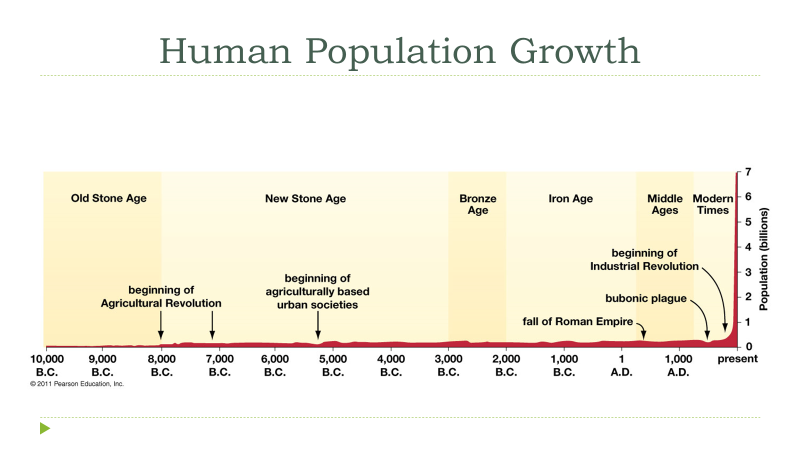 Human Population Growth
Old Stone Age
New Stone Age
Bronze
Age
Iron Age
Middle
Ages
Modern
Times
beginning of
Agricultural Revolution
beginning of
agriculturally based
urban societies
beginning of
Industrial Revolution
bubonic plague
fall of Roman Empire
7
6
5
4
3
2
1
0
Population (billions)
10,000
B.C.
9,000
B.C.
8,000
B.C.
7,000
B.C.
6,000
B.C.
5,000
B.C.
4,000
B.C.
3,000
B.C.
2,000
B.C.
1,000
B.C.
1
A.D.
1,000
A.D.
present
© 2011 Pearson Education, Inc.